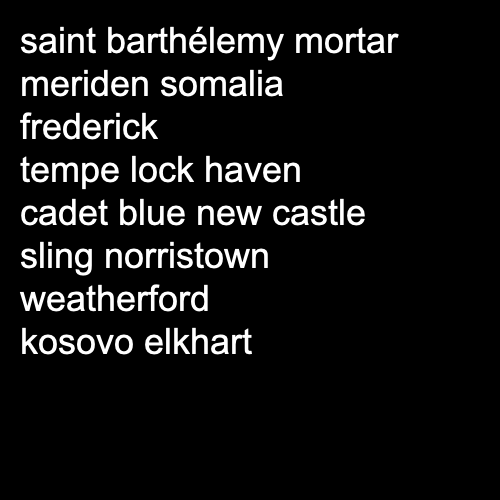 saint barthélemy mortar
meriden somalia
frederick
tempe lock haven
cadet blue new castle
sling norristown
weatherford
kosovo elkhart